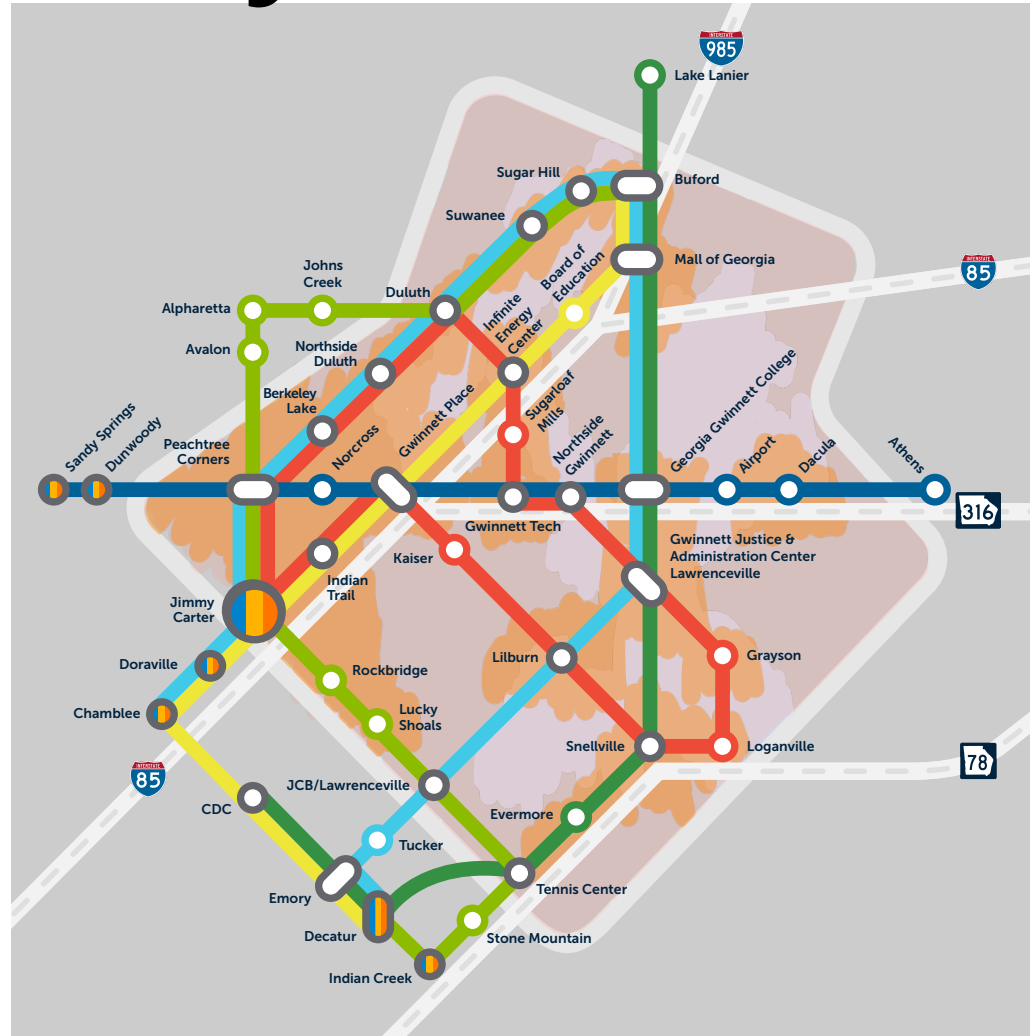 INTERSTATE
985
Lake Lanier
Sugar Hill
Buford
Suwanee
Board of
Education
Mall of Georgia
INTERSTATE
85
Johns
Creek
Duluth
Alpharetta
Infinite
Energy
Center
Avalon
Northside
Duluth
Berkeley
Lake
Gwinnett Place
Sugarloaf
Mills
Georgia Gwinnett College
Sandy Springs
Dunwoody
Peachtree
Corners
Norcross
Northside
Gwinnett
Airport
Dacula
Athens
316
Gwinnett Tech
Kaiser
Gwinnett Justice &
Administration Center
Lawrenceville
Indian
Trail
Jimmy
Carter
Doraville
Rockbridge
Lilburn
Grayson
Chamblee
Lucky
Shoals
Snellville
Loganville
78
INTERSTATE
85
JCB/Lawrenceville
CDC
Evermore
Tucker
Emory
Tennis Center
Decatur
Stone Mountain
Indian Creek